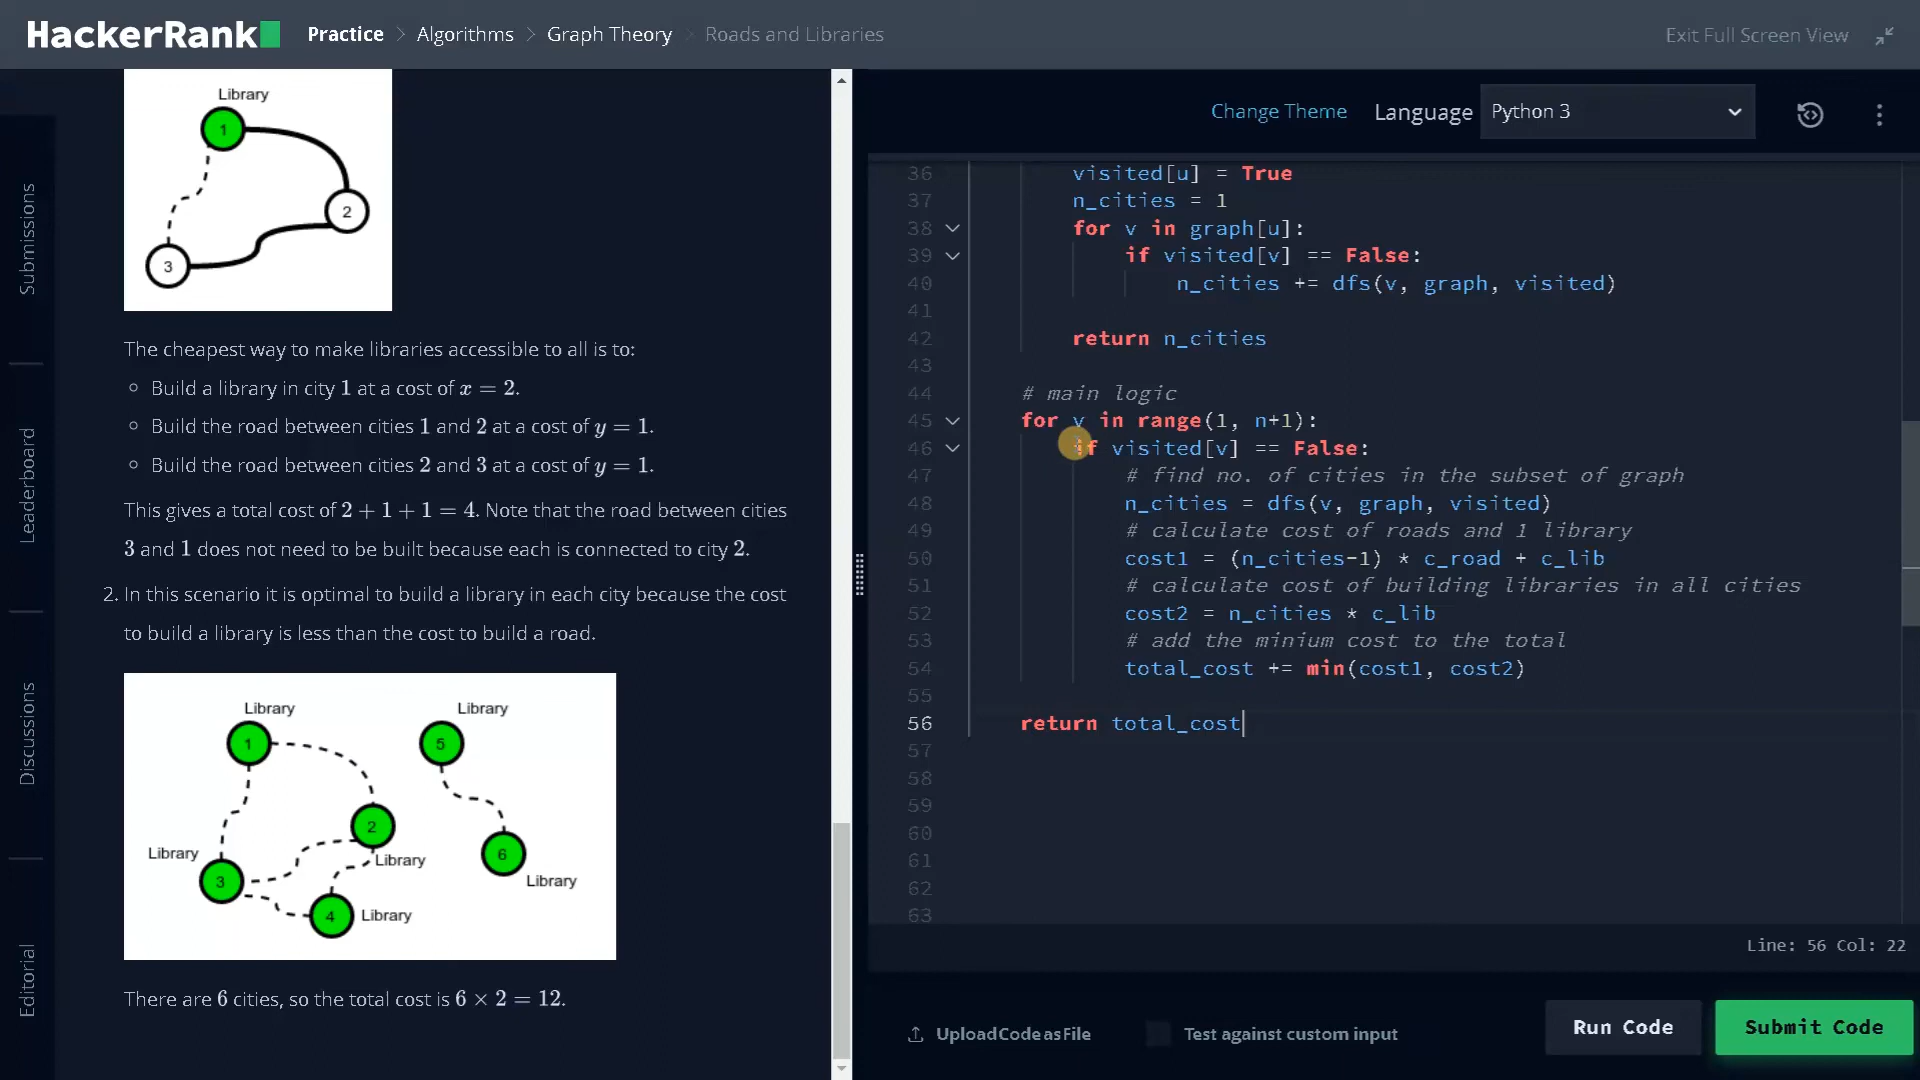 HackerRank
Practice > Algorithms > Graph Theory > Roads and Libraries
Exit Full Screen View
Submissions
Leaderboard
Discussions
Editorial
Library
1
2
3
The cheapest way to make libraries accessible to all is to:
Build a library in city 1 at a cost of x = 2.
Build the road between cities 1 and 2 at a cost of y = 1.
Build the road between cities 2 and 3 at a cost of y = 1.
This gives a total cost of 2 + 1 + 1 = 4. Note that the road between cities
3 and 1 does not need to be built because each is connected to city 2.
2. In this scenario it is optimal to build a library in each city because the cost
to build a library is less than the cost to build a road.
Library Library
1 5
2
Library Library
6
3 Library
4 Library
There are 6 cities, so the total cost is 6 × 2 = 12.
Change Theme Language Python 3
36 visited[u] = True
37 n_cities = 1
38 for v in graph[u]:
39 if visited[v] == False:
40 n_cities += dfs(v, graph, visited)
41
42 return n_cities
43
44 # main logic
45 for v in range(1, n+1):
46 if visited[v] == False:
47 # find no. of cities in the subset of graph
48 n_cities = dfs(v, graph, visited)
49 # calculate cost of roads and 1 library
50 cost1 = (n_cities-1) * c_road + c_lib
51 # calculate cost of building libraries in all cities
52 cost2 = n_cities * c_lib
53 # add the minium cost to the total
54 total_cost += min(cost1, cost2)
55
56 return total_cost
57
58
59
60
61
62
63
Line: 56 Col: 22
Upload Code as File
Test against custom input
Run Code
Submit Code